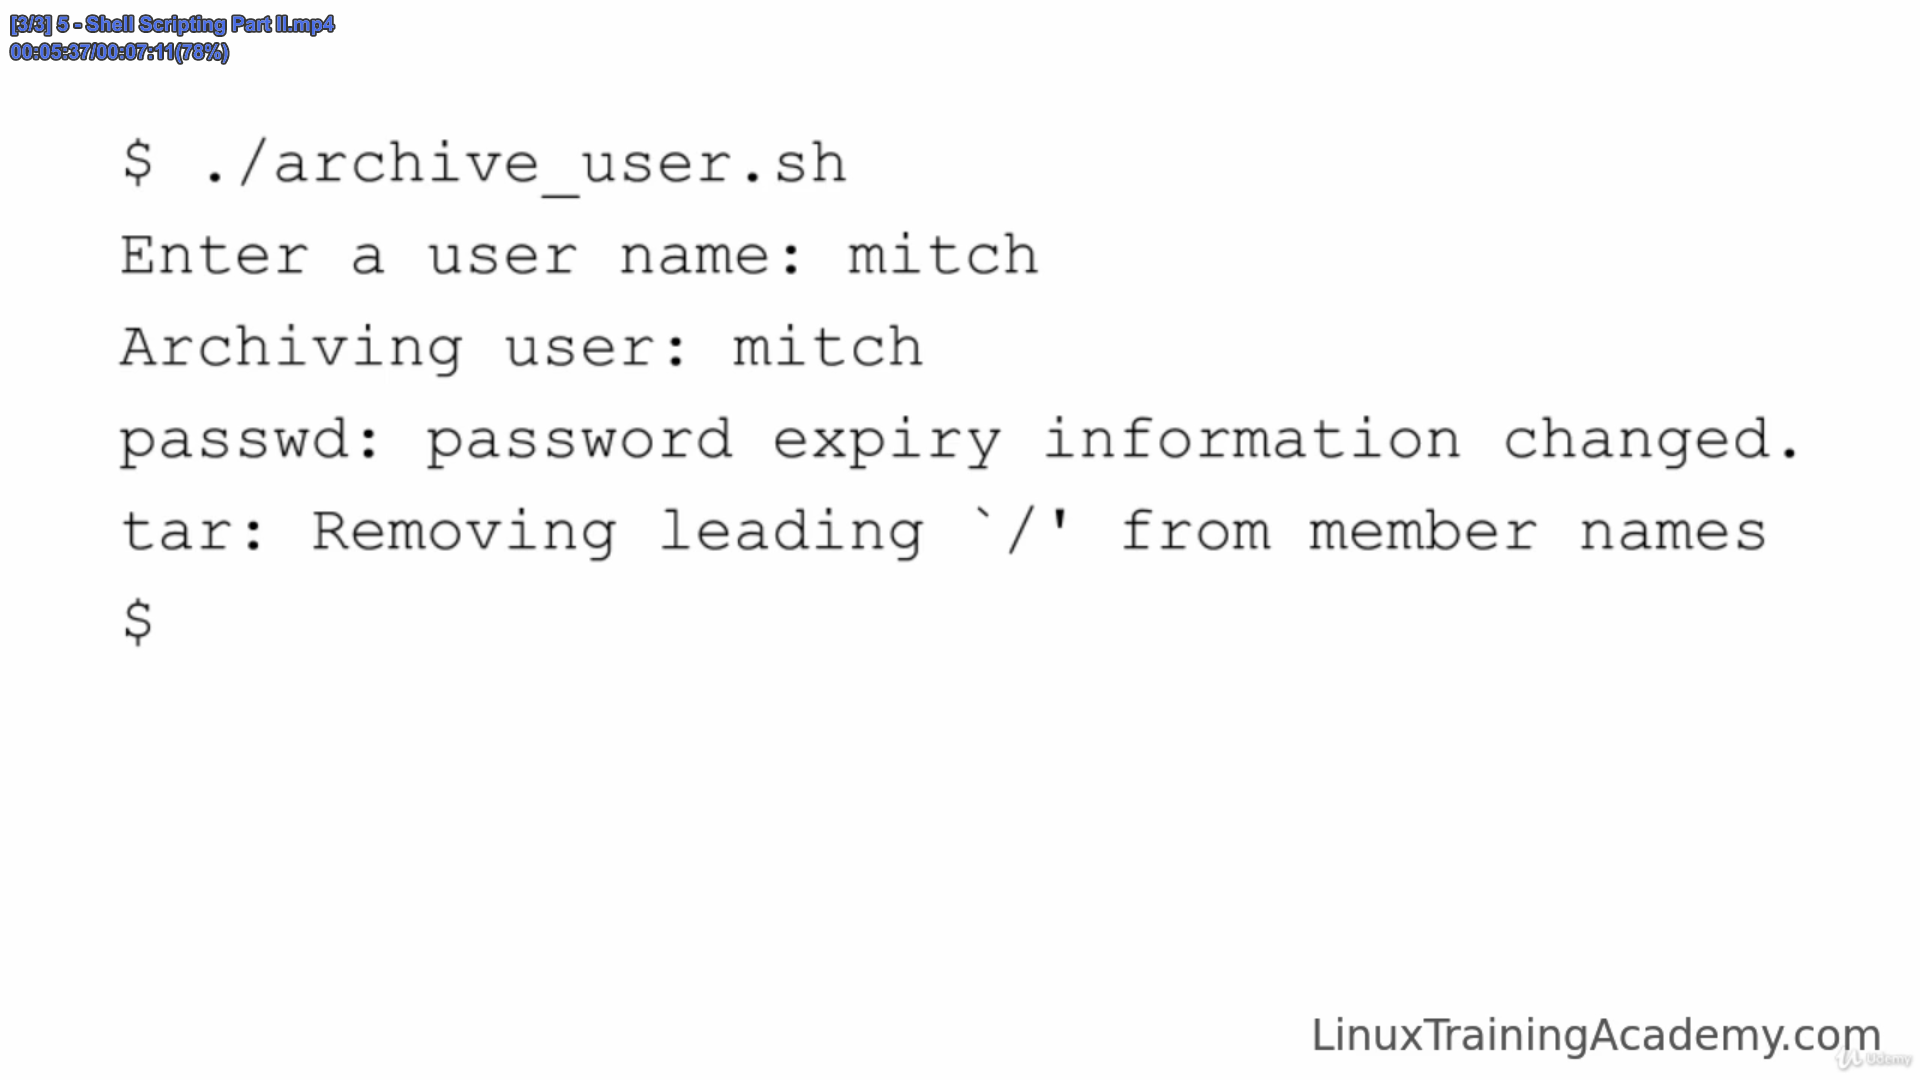 [3/3] 5 - Shell Scripting Part II.mp4
00:05:37/00:07:11(78%)
$ ./archive_user.sh
Enter a user name: mitch
Archiving user: mitch
passwd: password expiry information changed.
tar: Removing leading `/' from member names
$
LinuxTrainingAcademy.com
Udemy